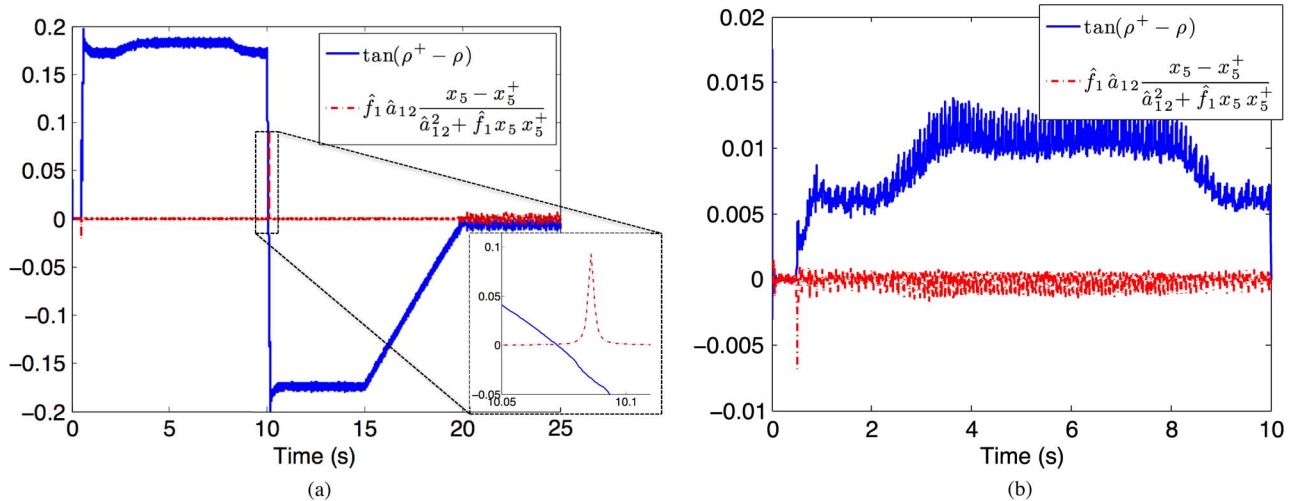 0.2
0.15
0.1
0.05
0
−0.05
−0.1
−0.15
−0.2
0 5 10 15 20 25
Time (s)
tan(ρ⁺ − ρ)
f̂₁ â₁₂ (x₅ − x₅⁺) / (â₁₂² + f̂₁ x₅ x₅⁺)
0.1
0.05
0
-0.05
10.05 10.1
(a)
0.02
0.015
0.01
0.005
0
−0.005
−0.01
0 2 4 6 8 10
Time (s)
tan(ρ⁺ − ρ)
f̂₁ â₁₂ (x₅ − x₅⁺) / (â₁₂² + f̂₁ x₅ x₅⁺)
(b)